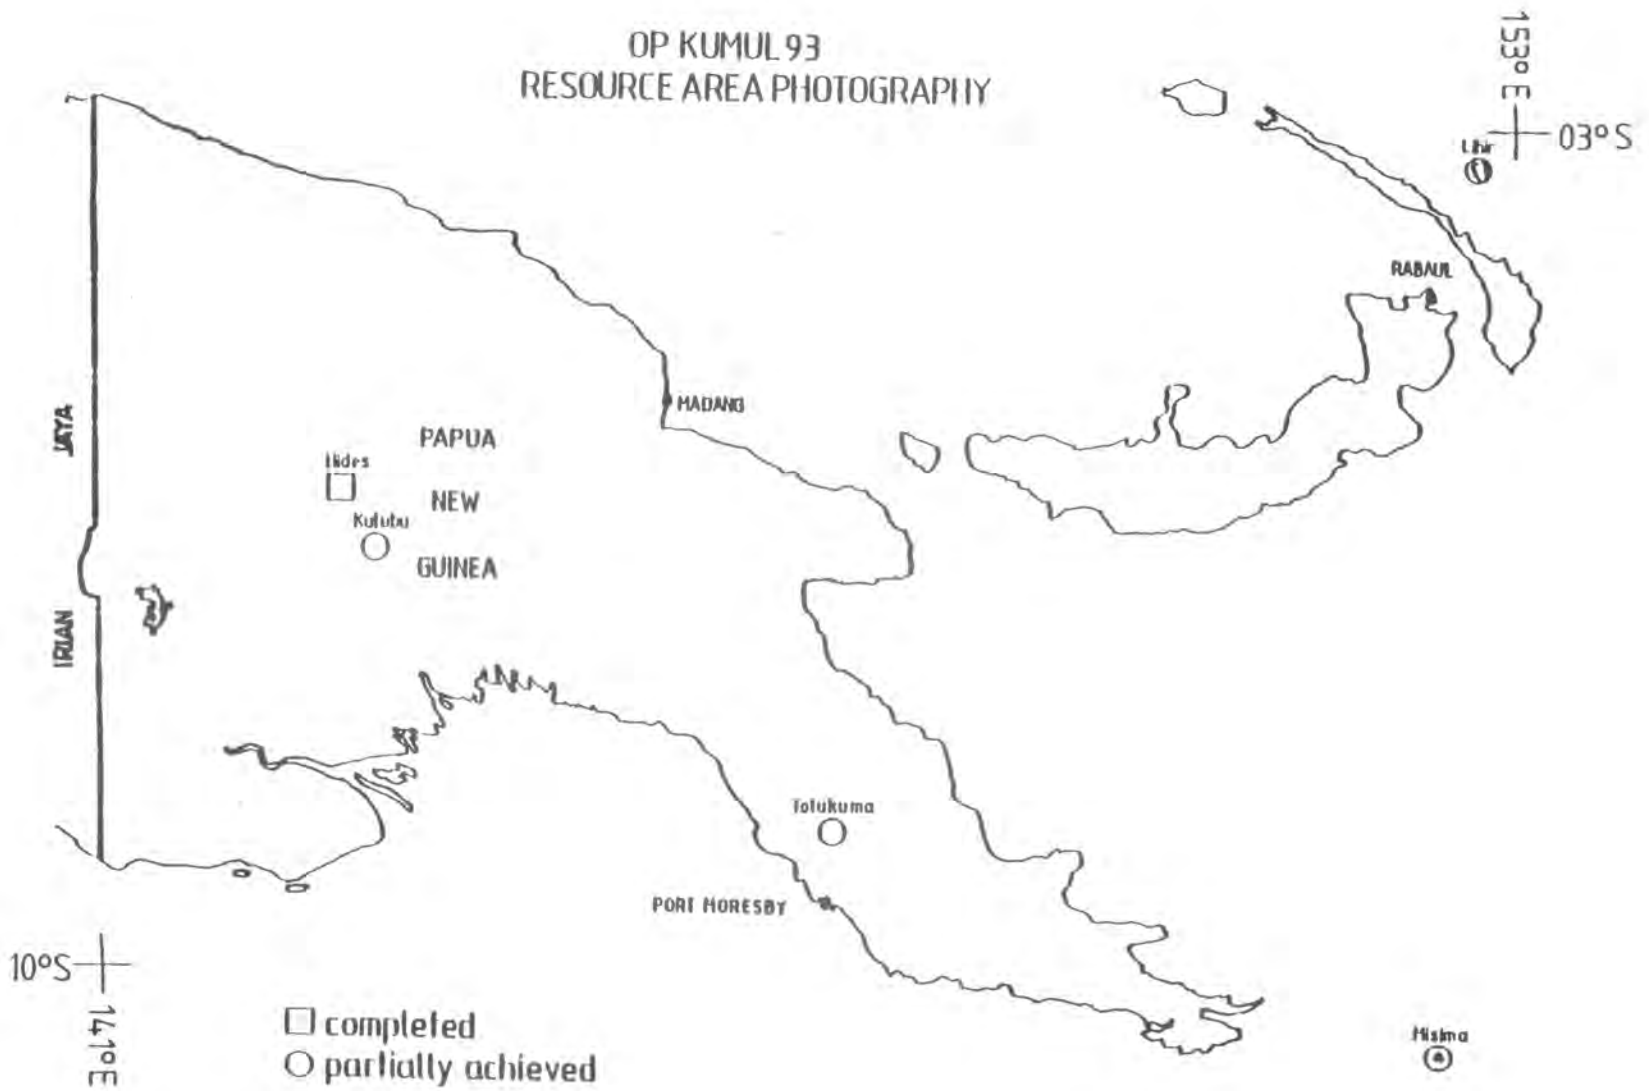 OP KUMUL 93
RESOURCE AREA PHOTOGRAPHY
153° E
03°S
Lihir
RABAUL
MADANG
JAYA
PAPUA
Hides
NEW
Kutubu
GUINEA
IRIAN
Tolukuma
PORT MORESBY
10°S
141°E
completed
partially achieved
Misima